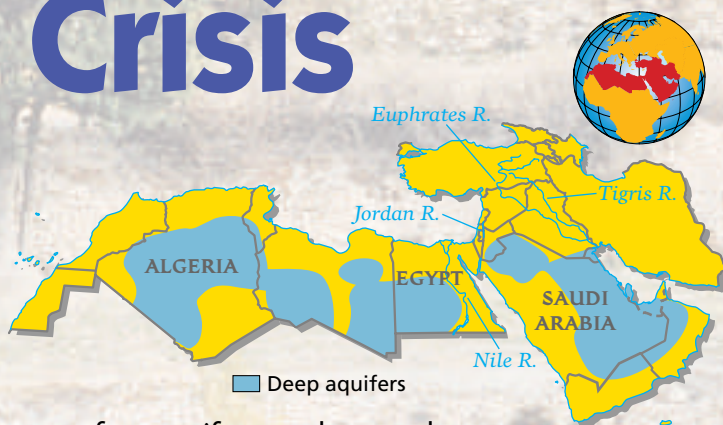 Crisis
Euphrates R.
Tigris R.
Jordan R.
ALGERIA
EGYPT
SAUDI
ARABIA
Nile R.
Deep aquifers